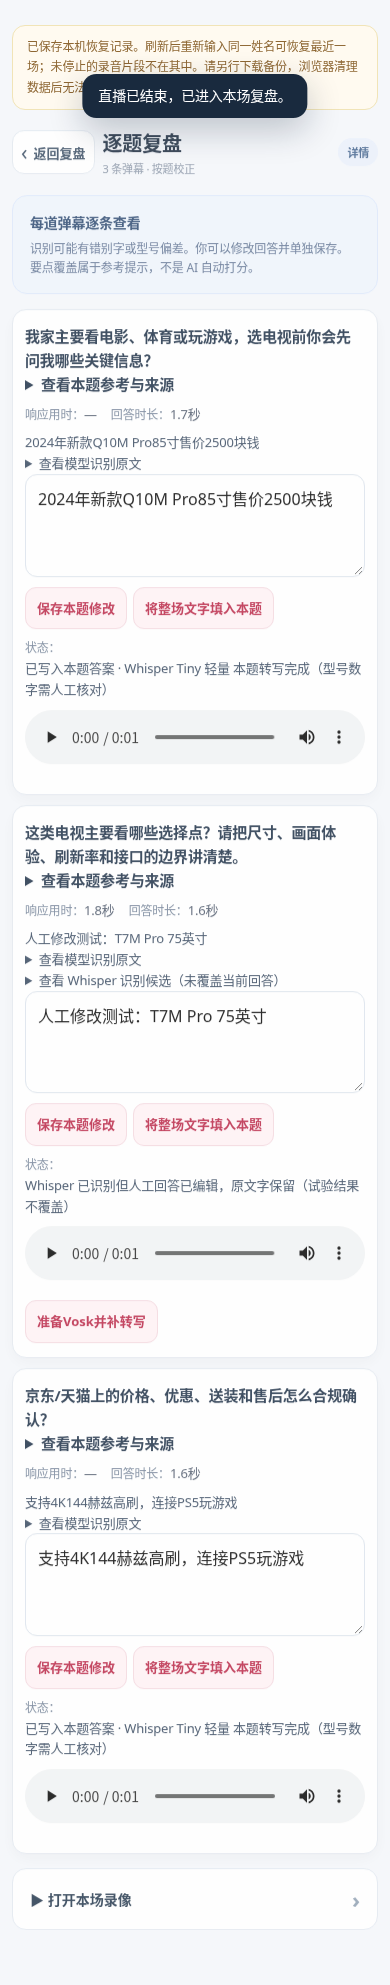 已保存本机恢复记录。刷新后重新输入同一姓名可恢复最近一
场；未停止的录音片段不在其中。请另行下载备份，浏览器清理
数据后无法
直播已结束，已进入本场复盘。
‹ 返回复盘
逐题复盘
3 条弹幕 · 按题校正
详情
每道弹幕逐条查看
识别可能有错别字或型号偏差。你可以修改回答并单独保存。
要点覆盖属于参考提示，不是 AI 自动打分。
我家主要看电影、体育或玩游戏，选电视前你会先
问我哪些关键信息？
▶ 查看本题参考与来源
响应用时：— 回答时长：1.7秒
2024年新款Q10M Pro85寸售价2500块钱
▶ 查看模型识别原文
2024年新款Q10M Pro85寸售价2500块钱
保存本题修改 将整场文字填入本题
状态：
已写入本题答案 · Whisper Tiny 轻量 本题转写完成（型号数
字需人工核对）
0:00 / 0:01
这类电视主要看哪些选择点？请把尺寸、画面体
验、刷新率和接口的边界讲清楚。
▶ 查看本题参考与来源
响应用时：1.8秒 回答时长：1.6秒
人工修改测试：T7M Pro 75英寸
▶ 查看模型识别原文
▶ 查看 Whisper 识别候选（未覆盖当前回答）
人工修改测试：T7M Pro 75英寸
保存本题修改 将整场文字填入本题
状态：
Whisper 已识别但人工回答已编辑，原文字保留（试验结果
不覆盖）
0:00 / 0:01
准备Vosk并补转写
京东/天猫上的价格、优惠、送装和售后怎么合规确
认？
▶ 查看本题参考与来源
响应用时：— 回答时长：1.6秒
支持4K144赫兹高刷，连接PS5玩游戏
▶ 查看模型识别原文
支持4K144赫兹高刷，连接PS5玩游戏
保存本题修改 将整场文字填入本题
状态：
已写入本题答案 · Whisper Tiny 轻量 本题转写完成（型号数
字需人工核对）
0:00 / 0:01
▶ 打开本场录像 ›